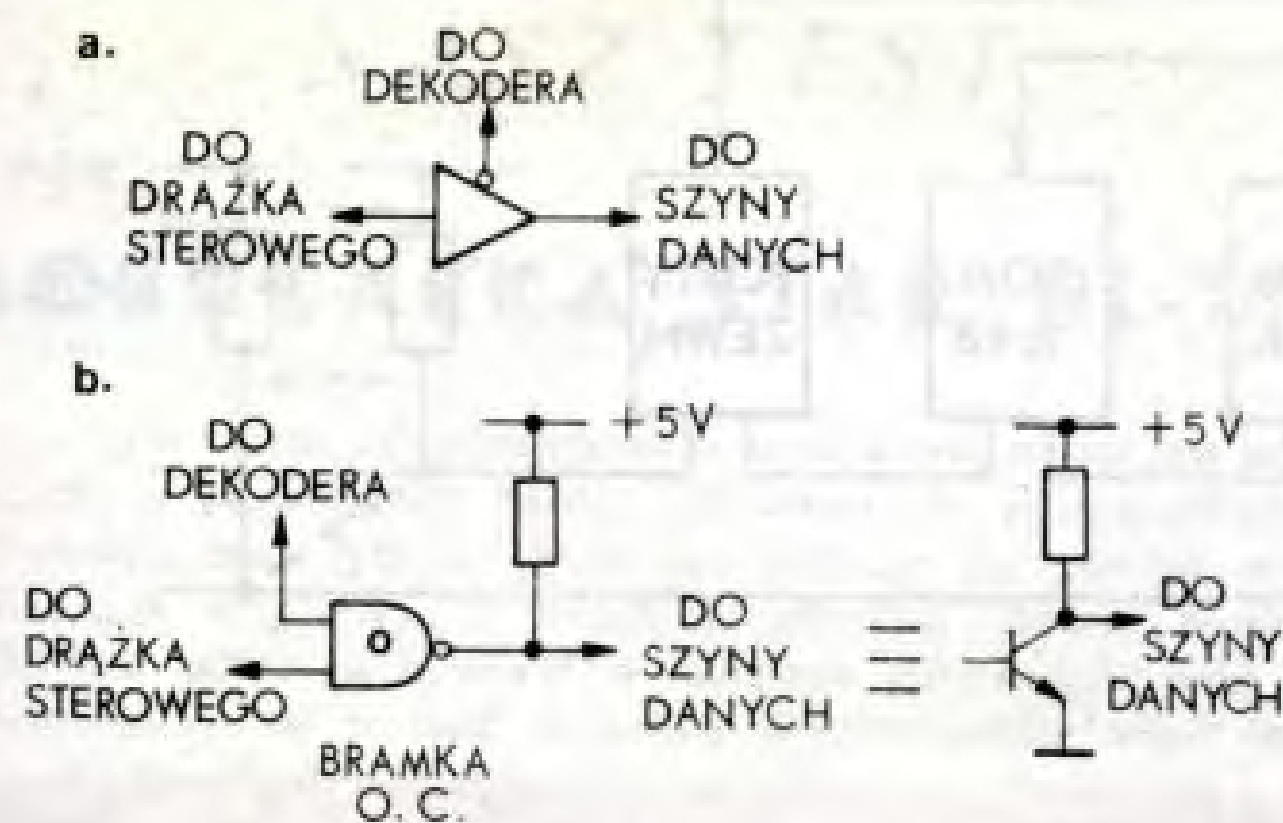 a.
DO
DEKODERA
DO
DRĄŻKA
STEROWEGO
DO
SZYNY
DANYCH
b.
DO
DEKODERA
+5V
+5V
DO
DRĄŻKA
STEROWEGO
O
DO
SZYNY
DANYCH
DO
SZYNY
DANYCH
BRAMKA
O.C.